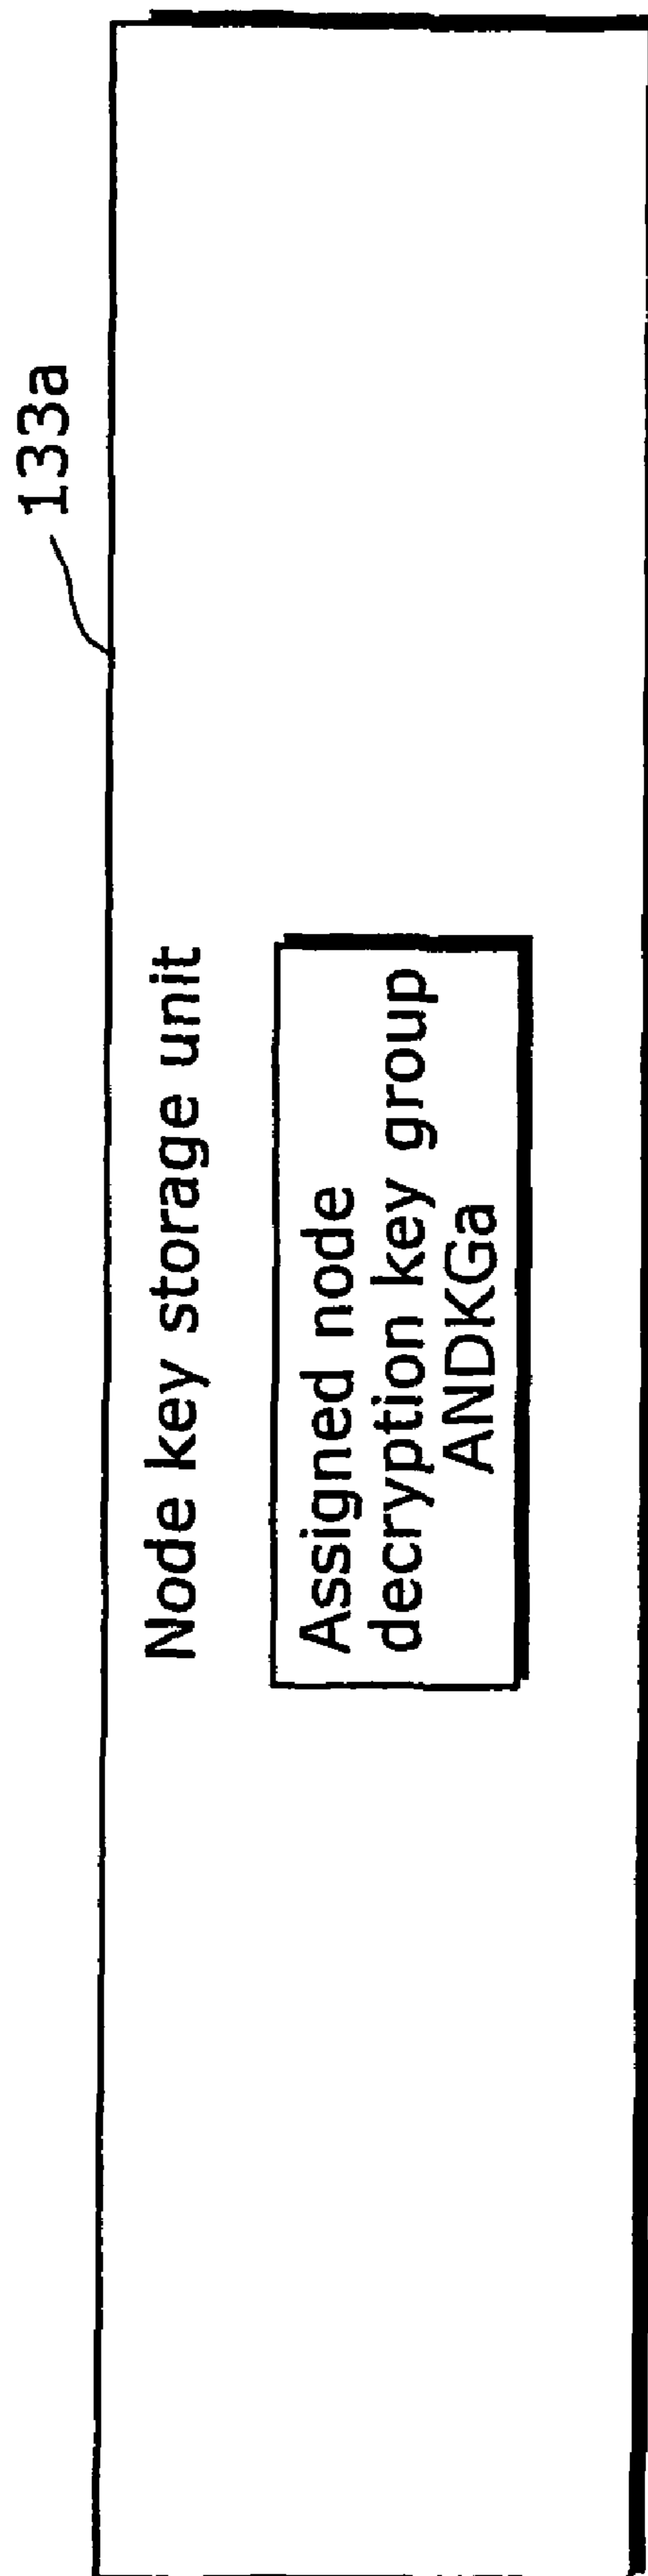 133a
Node key storage unit
Assigned node
decryption key group
ANDKGa